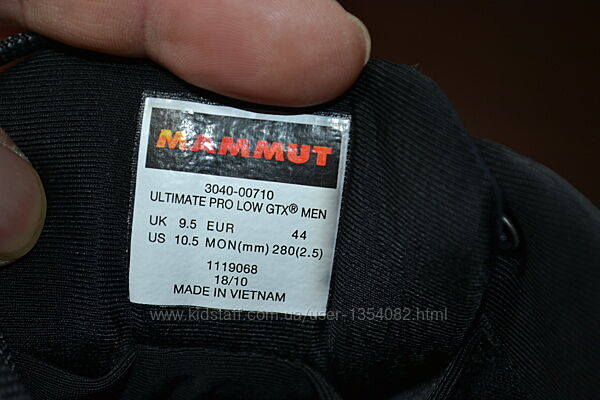 MAMMUT
3040-00710
ULTIMATE PRO LOW GTX® MEN
UK 9.5 EUR 44
US 10.5 MON(mm) 280(2.5)
1119068
18/10
MADE IN VIETNAM
www.kidstaff.com.ua/user-1354082.html